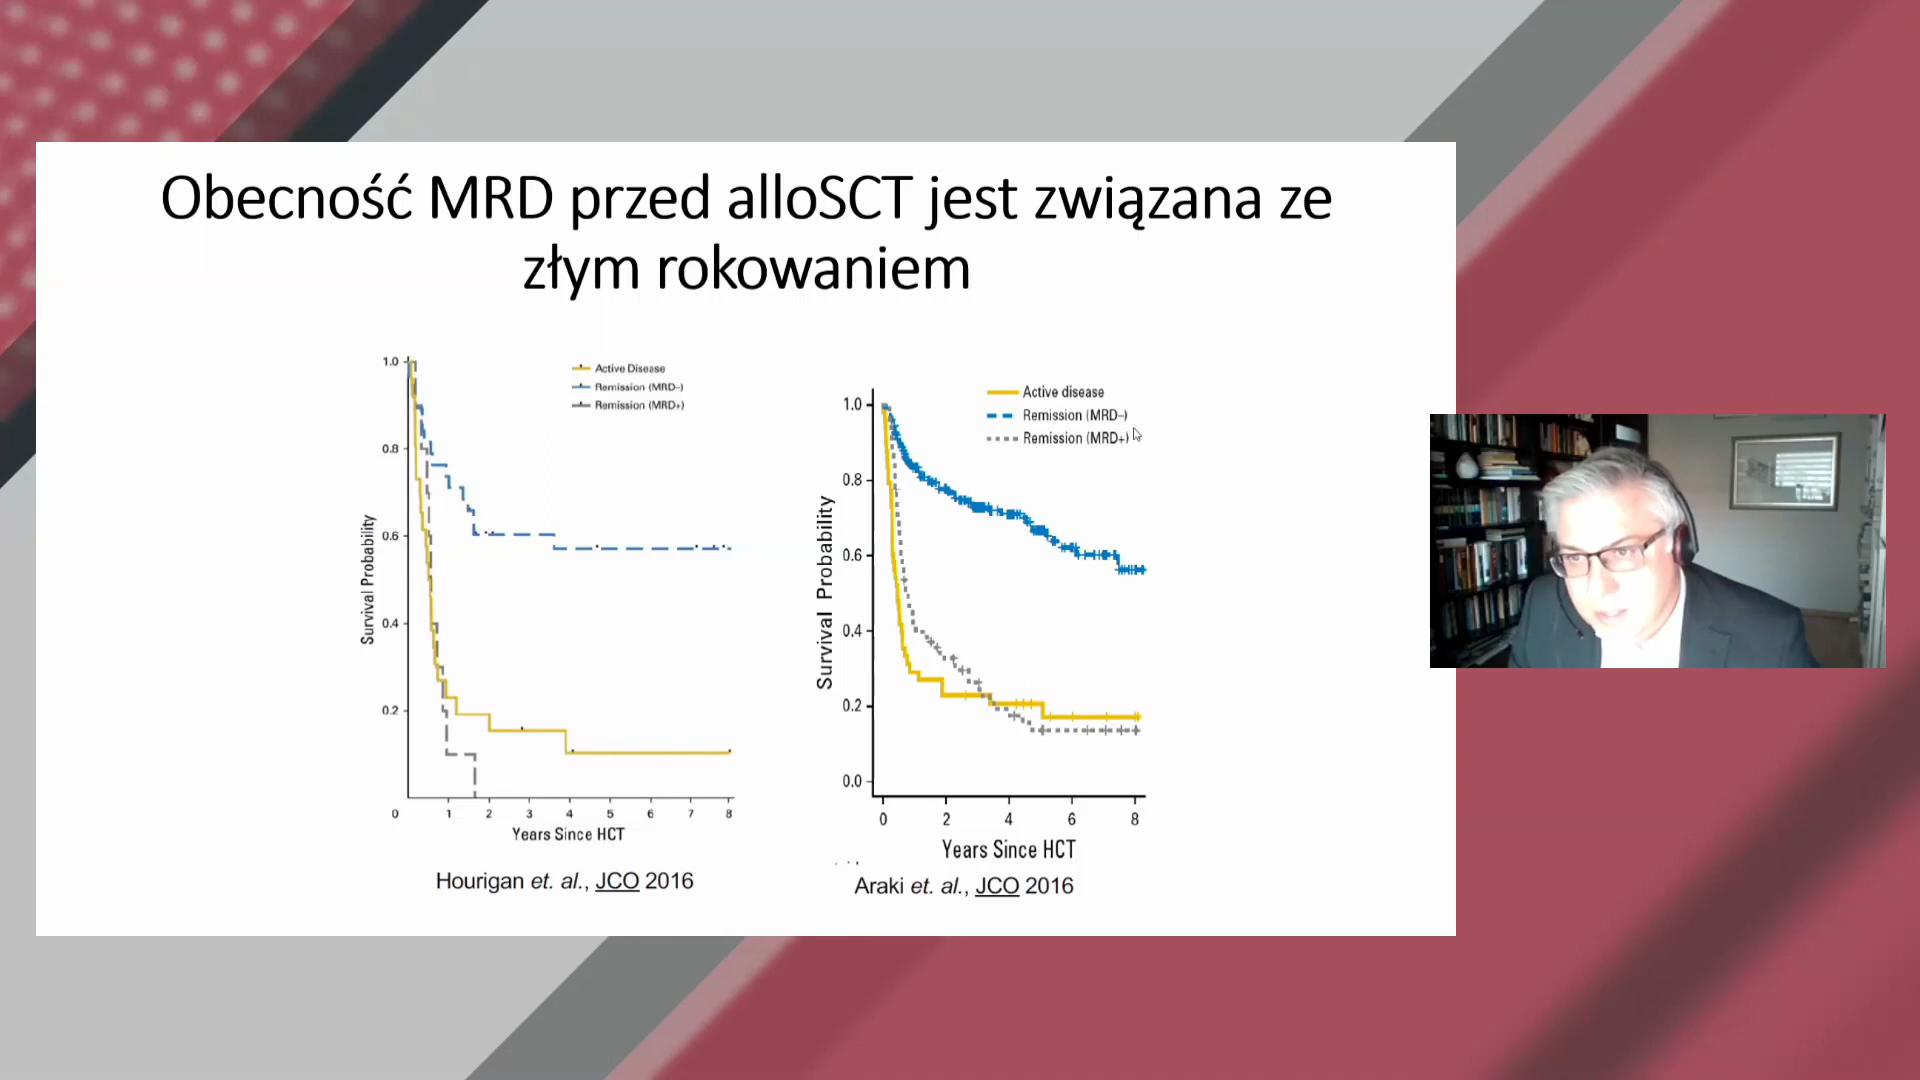 Obecność MRD przed alloSCT jest związana ze
złym rokowaniem
1.0
0.8
0.6
0.4
0.2
Survival Probability
Active Disease
Remission (MRD–)
Remission (MRD+)
0 1 2 3 4 5 6 7 8
Years Since HCT
Hourigan et. al., JCO 2016
1.0
0.8
0.6
0.4
0.2
0.0
Survival Probability
Active disease
Remission (MRD–)
Remission (MRD+)
0 2 4 6 8
Years Since HCT
Araki et. al., JCO 2016